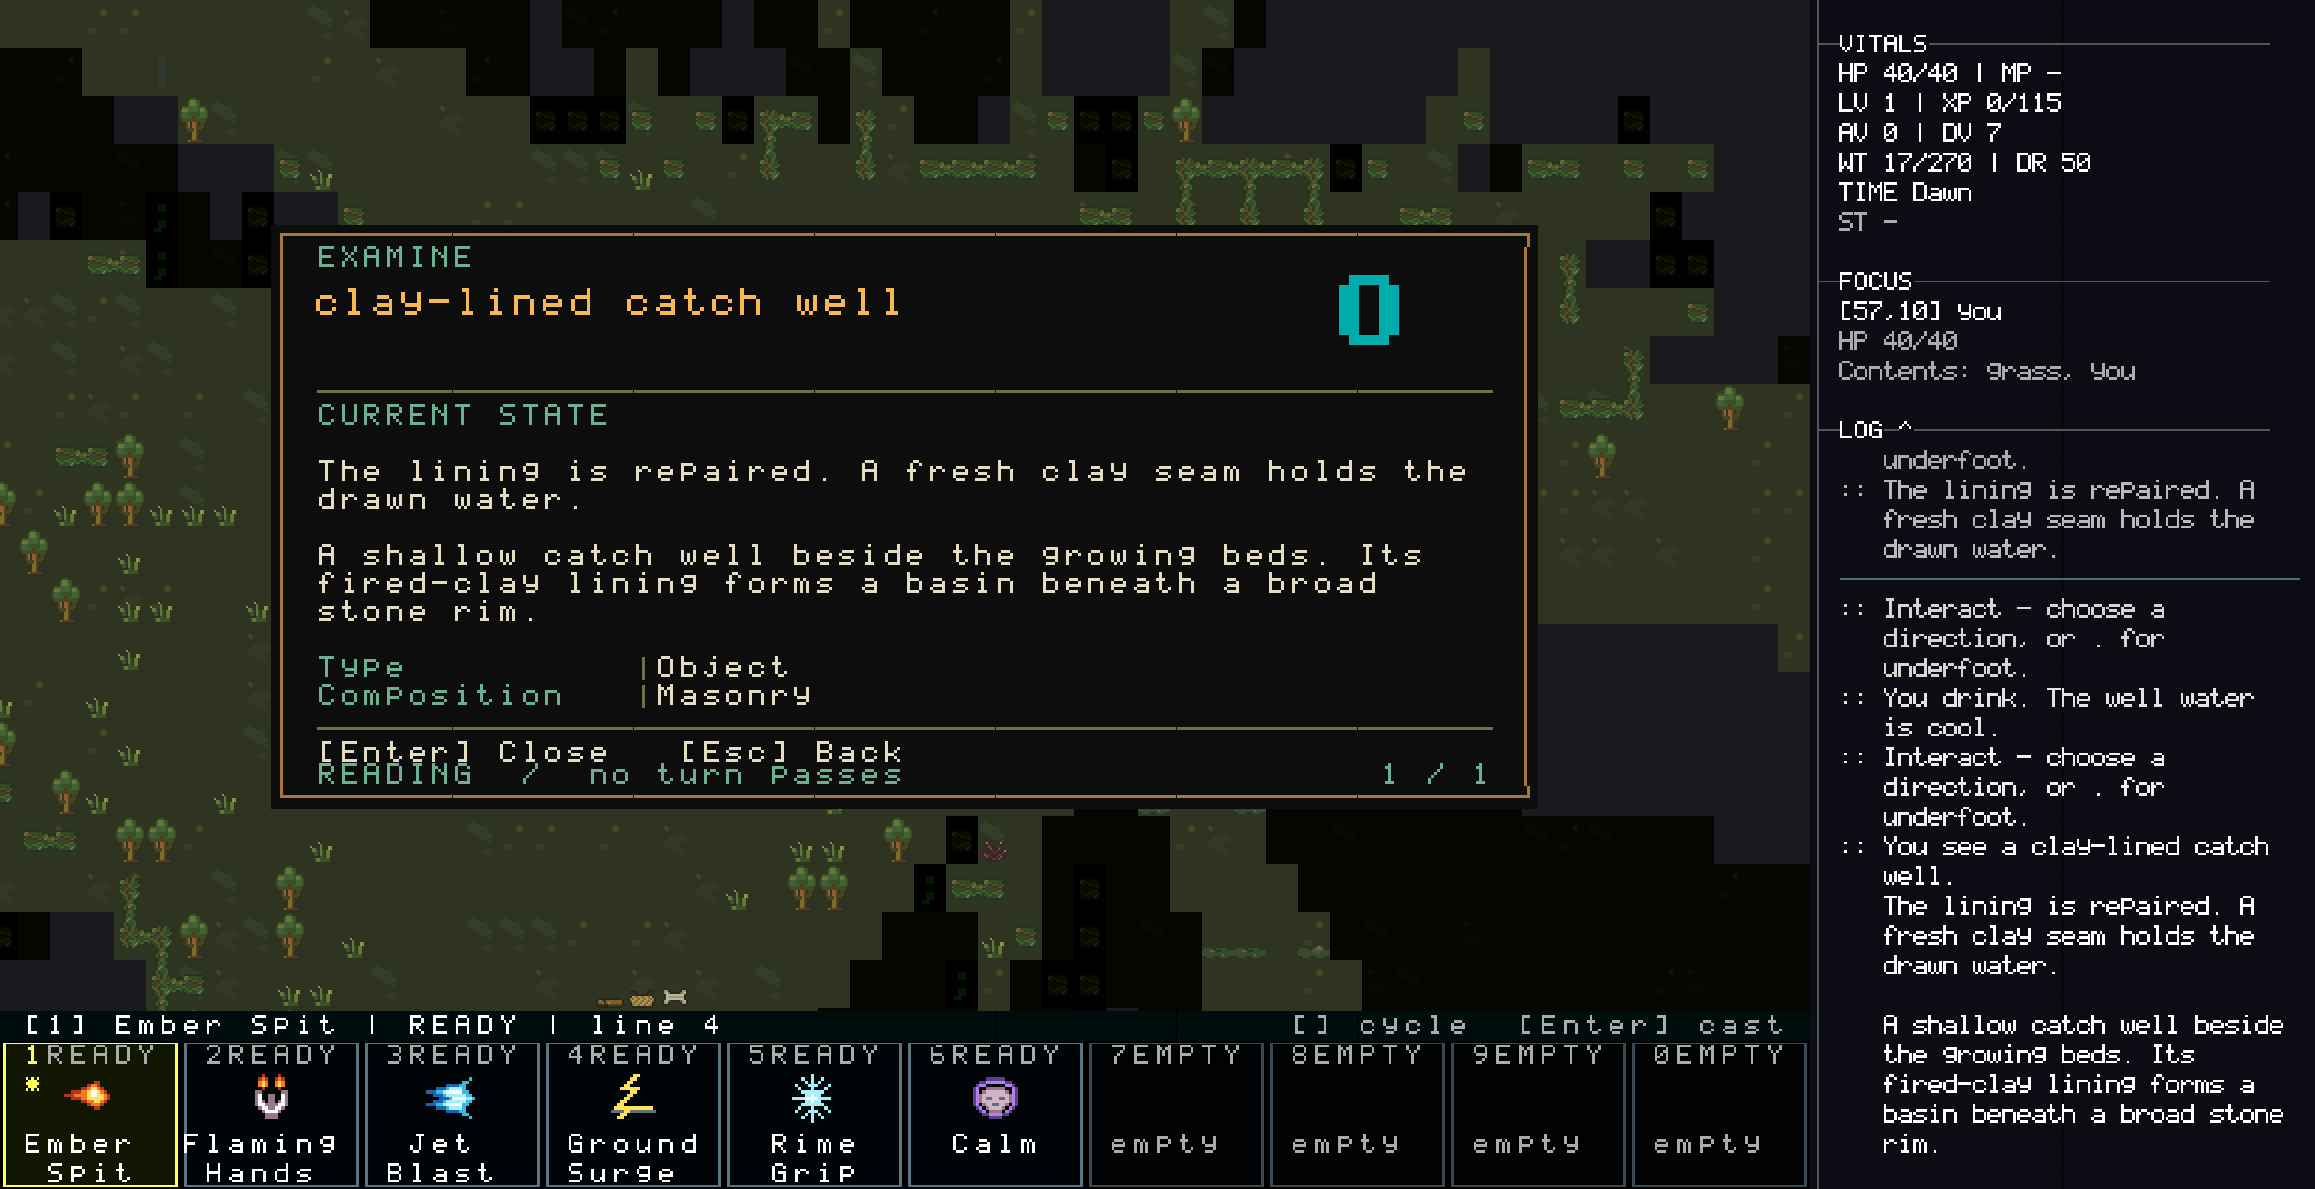 EXAMINE
clay-lined catch well
CURRENT STATE
The lining is repaired. A fresh clay seam holds the
drawn water.
A shallow catch well beside the growing beds. Its
fired-clay lining forms a basin beneath a broad
stone rim.
Type | Object
Composition | Masonry
[Enter] Close [Esc] Back
READING / no turn passes 1 / 1
[1] Ember Spit | READY | line 4 [] cycle [Enter] cast
1READY 2READY 3READY 4READY 5READY 6READY 7EMPTY 8EMPTY 9EMPTY 0EMPTY
Ember Spit
Flaming Hands
Jet Blast
Ground Surge
Rime Grip
Calm
empty
empty
empty
empty
VITALS
HP 40/40 | MP -
LV 1 | XP 0/115
AV 0 | DV 7
WT 17/270 | DR 50
TIME Dawn
ST -
FOCUS
[57,10] you
HP 40/40
Contents: grass, you
LOG ^
underfoot.
:: The lining is repaired. A
fresh clay seam holds the
drawn water.
:: Interact - choose a
direction, or . for
underfoot.
:: You drink. The well water
is cool.
:: Interact - choose a
direction, or . for
underfoot.
:: You see a clay-lined catch
well.
The lining is repaired. A
fresh clay seam holds the
drawn water.
A shallow catch well beside
the growing beds. Its
fired-clay lining forms a
basin beneath a broad stone
rim.